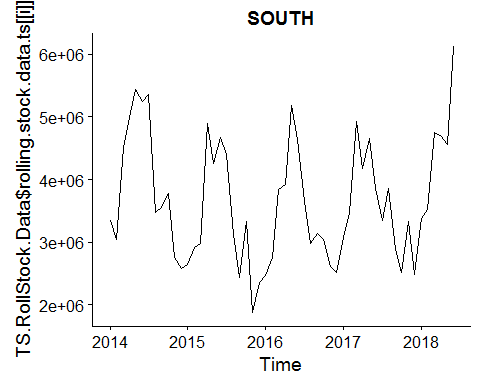 SOUTH
TS.RollStock.Data$rolling.stock.data.ts[[i]]
6e+06
5e+06
4e+06
3e+06
2e+06
2014 2015 2016 2017 2018
Time